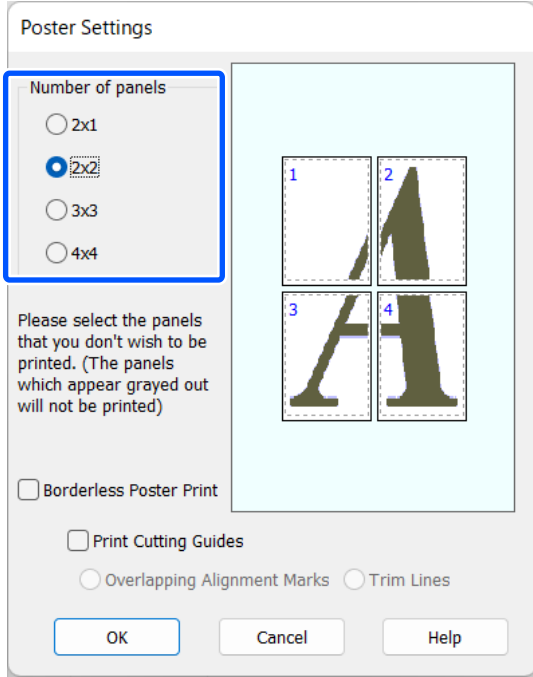 Poster Settings
Number of panels
2x1
2x2
3x3
4x4
1
2
3
4
Please select the panels
that you don't wish to be
printed. (The panels
which appear grayed out
will not be printed)
Borderless Poster Print
Print Cutting Guides
Overlapping Alignment Marks Trim Lines
OK Cancel Help